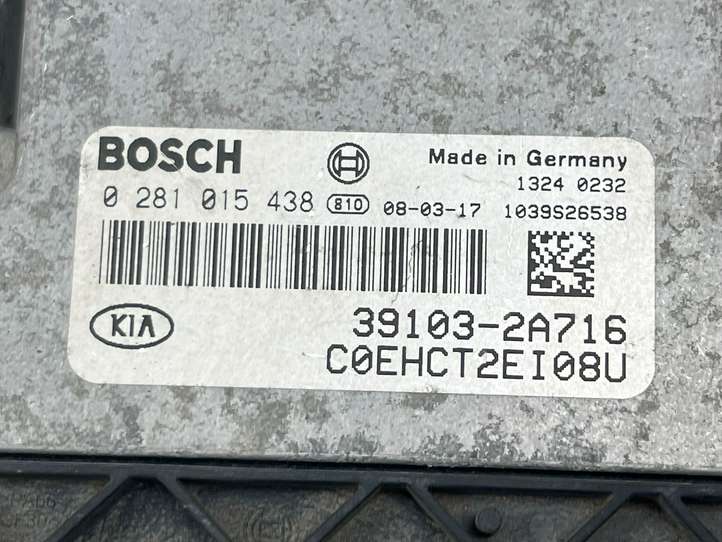 BOSCH Made in Germany
1324 0232
0 281 015 438 810 08-03-17 1039S26538
KIA 39103-2A716
C0EHCT2EI08U